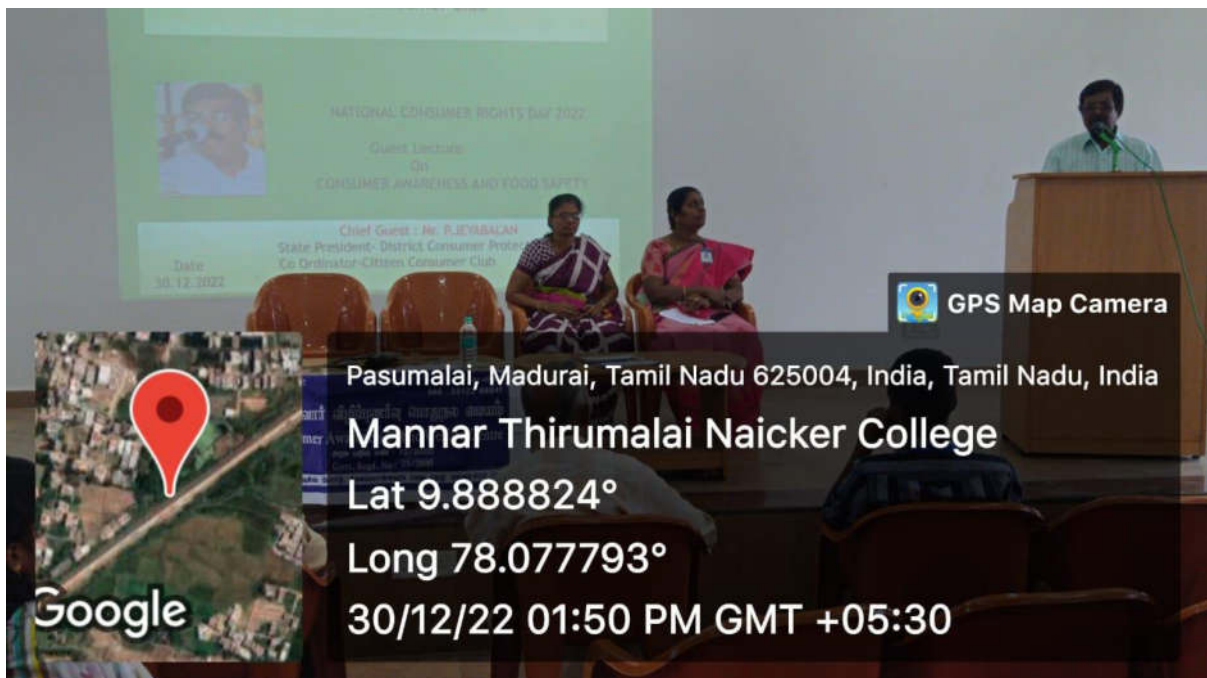 NATIONAL CONSUMER RIGHTS DAY 2022
Guest Lecture
On
CONSUMER AWARENESS AND FOOD SAFETY
Chief Guest : Mr. P.JEYABALAN
State President- District Consumer
Co Ordinator-Citizen Consumer Club
Date
30.12.2022
GPS Map Camera
Pasumalai, Madurai, Tamil Nadu 625004, India, Tamil Nadu, India
Mannar Thirumalai Naicker College
Lat 9.888824°
Long 78.077793°
30/12/22 01:50 PM GMT +05:30
Google